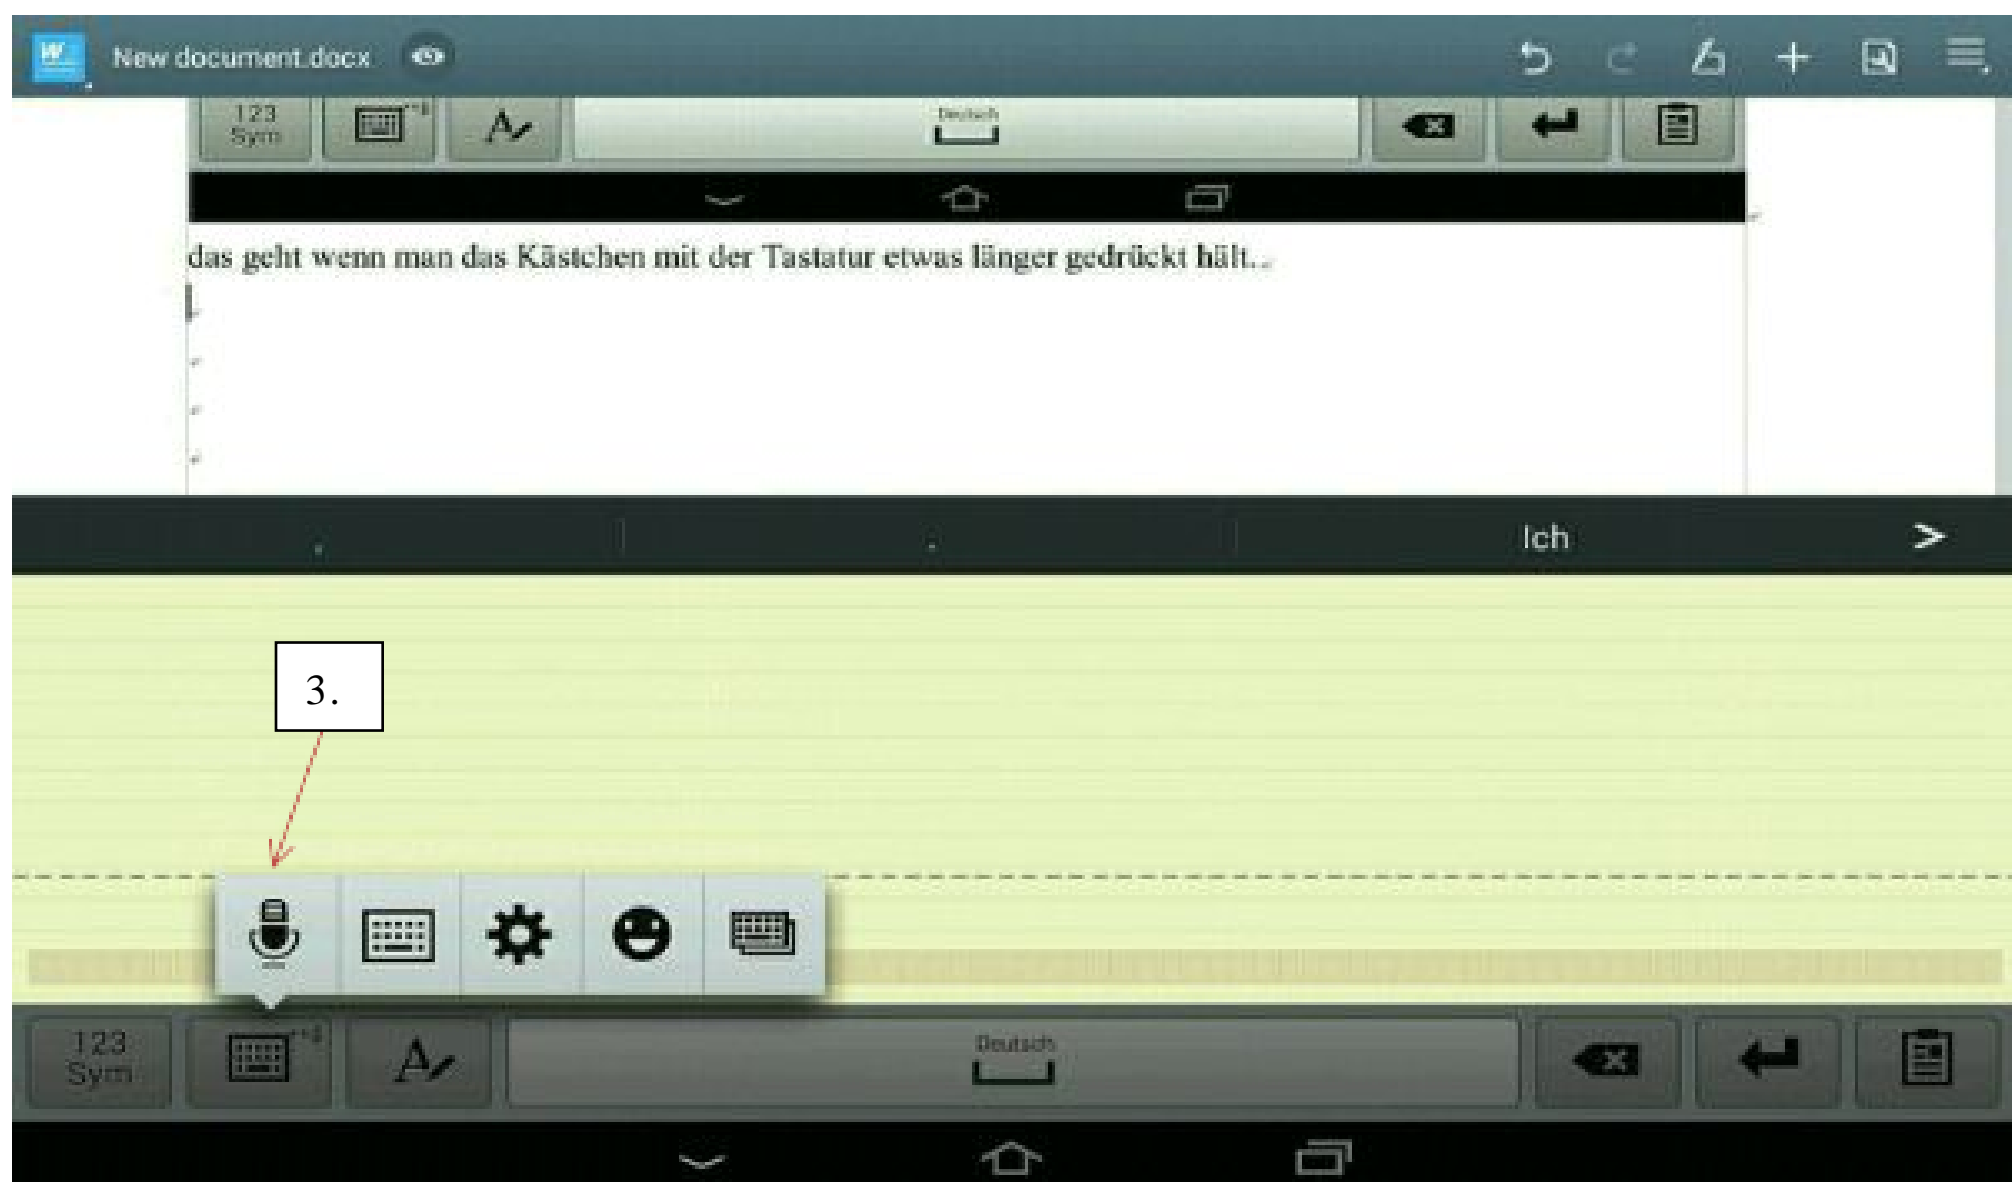 W
New document.docx
123
Sym
Deutsch
das geht wenn man das Kästchen mit der Tastatur etwas länger gedrückt hält...
Ich >
3.
123
Sym
Deutsch